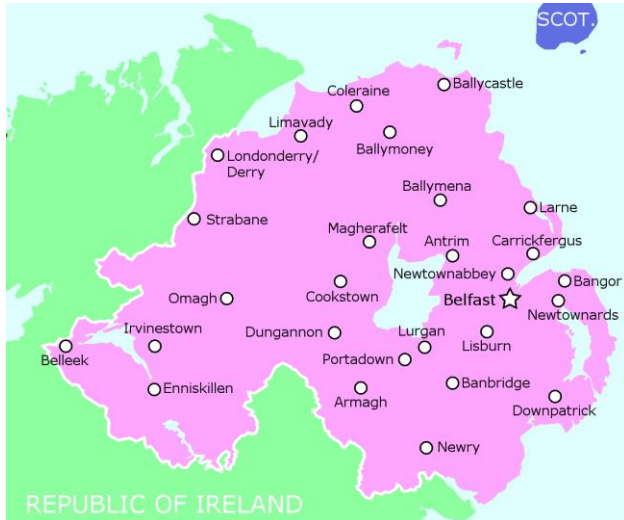 SCOT.
Ballycastle
Coleraine
Limavady
Ballymoney
Londonderry/
Derry
Ballymena
Larne
Strabane
Magherafelt
Antrim
Carrickfergus
Newtownabbey
Bangor
Omagh
Cookstown
Belfast
Newtownards
Irvinestown
Dungannon
Lurgan
Lisburn
Belleek
Portadown
Enniskillen
Armagh
Banbridge
Downpatrick
Newry
REPUBLIC OF IRELAND